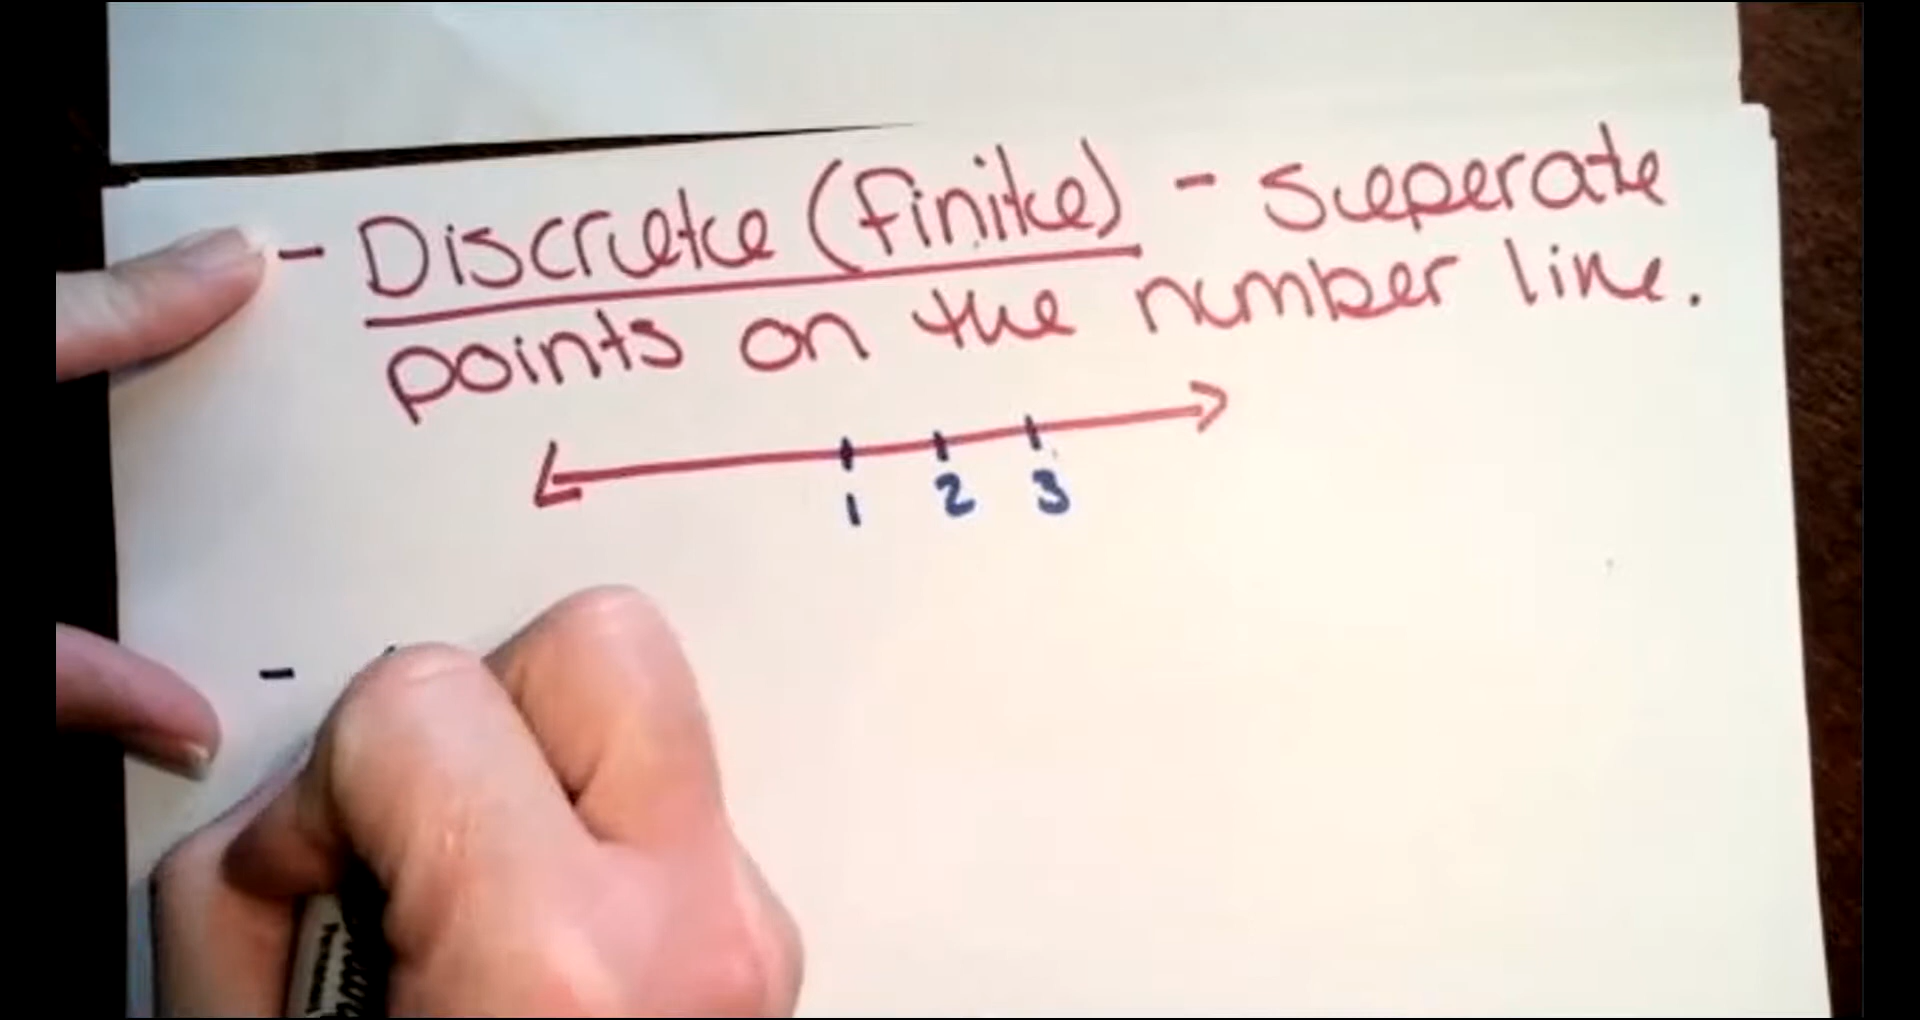 - Discrete (finite) - seperate
points on the number line.
1 2 3
-